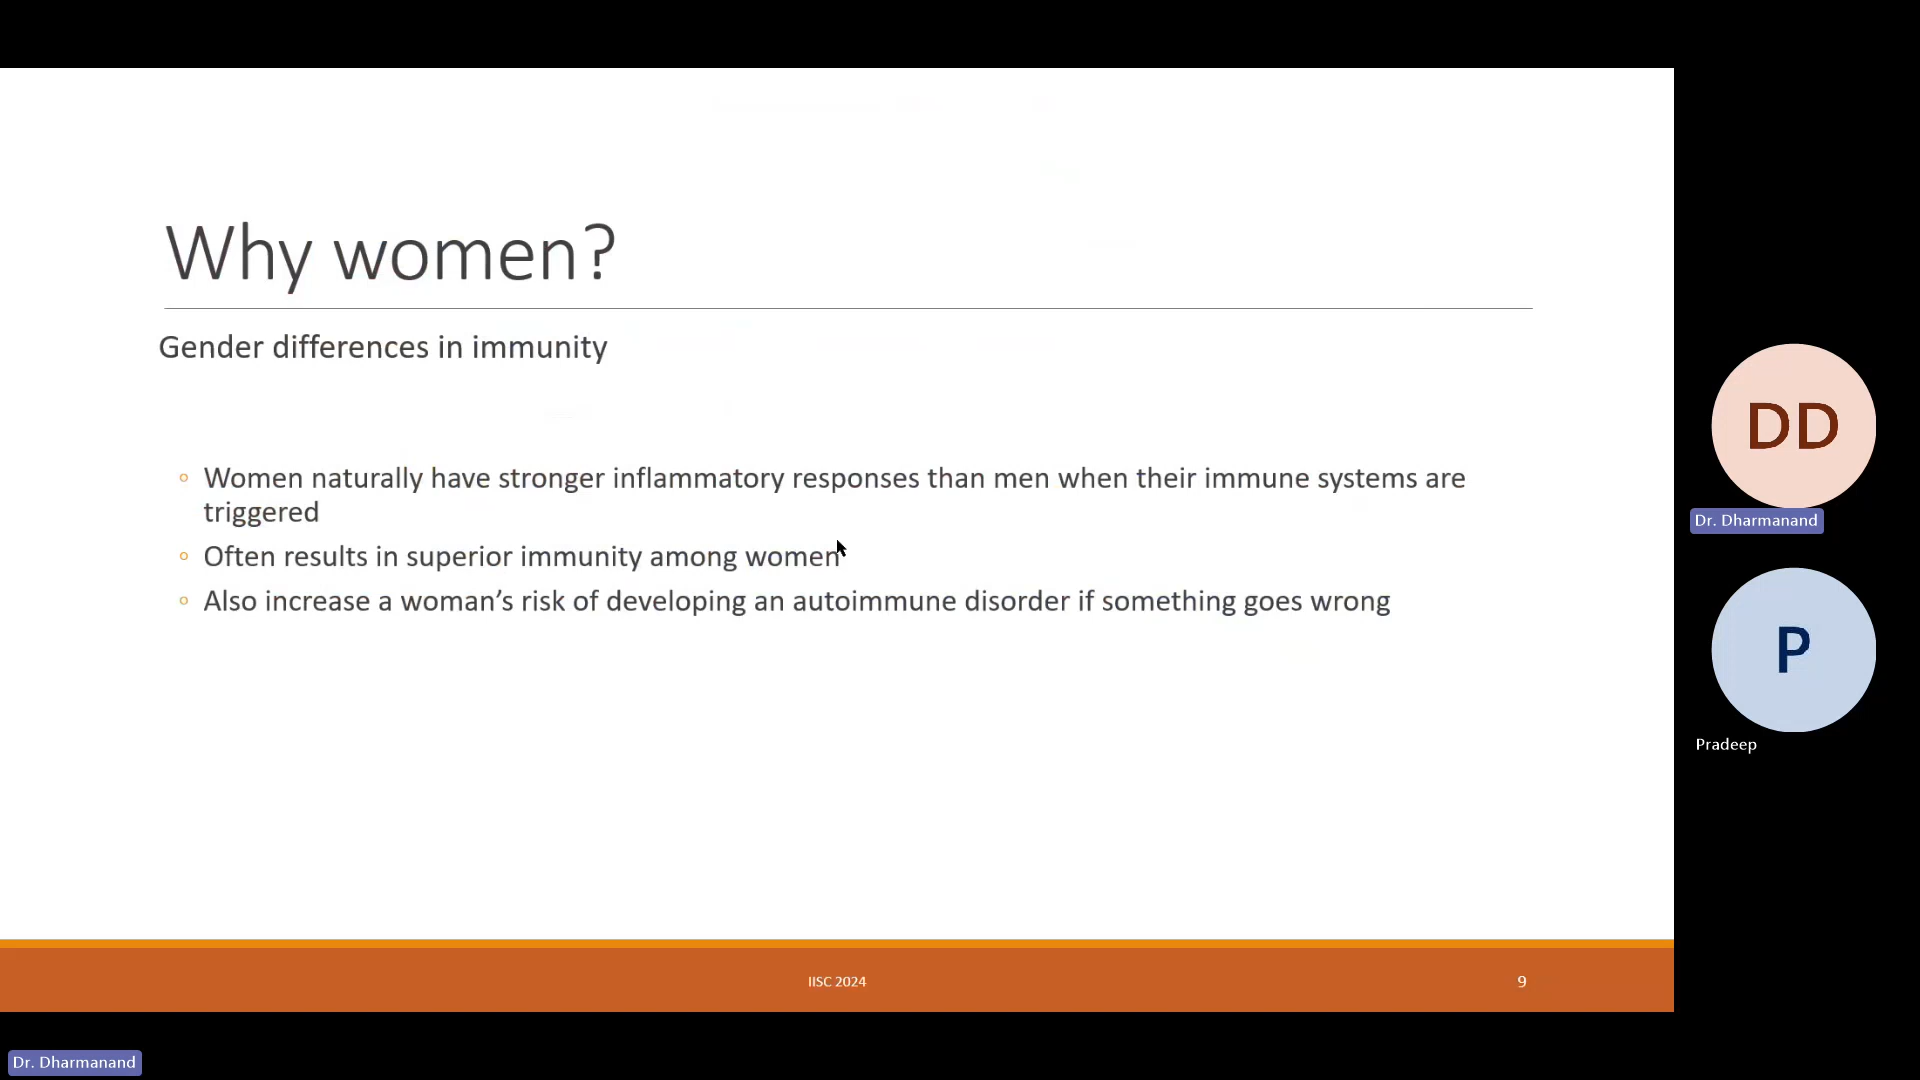 Why women?
Gender differences in immunity
◦ Women naturally have stronger inflammatory responses than men when their immune systems are
triggered
◦ Often results in superior immunity among women
◦ Also increase a woman’s risk of developing an autoimmune disorder if something goes wrong
IISC 2024
9
DD
Dr. Dharmanand
P
Pradeep
Dr. Dharmanand